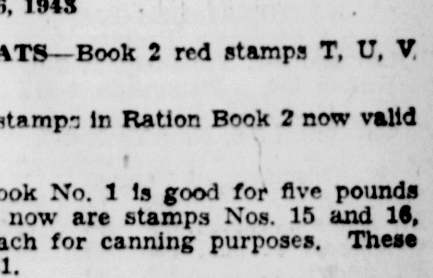 , 1943
ATS—Book 2 red stamps T, U, V,
stamps in Ration Book 2 now valid
ook No. 1 is good for five pounds
now are stamps Nos. 15 and 16,
ach for canning purposes. These
1.